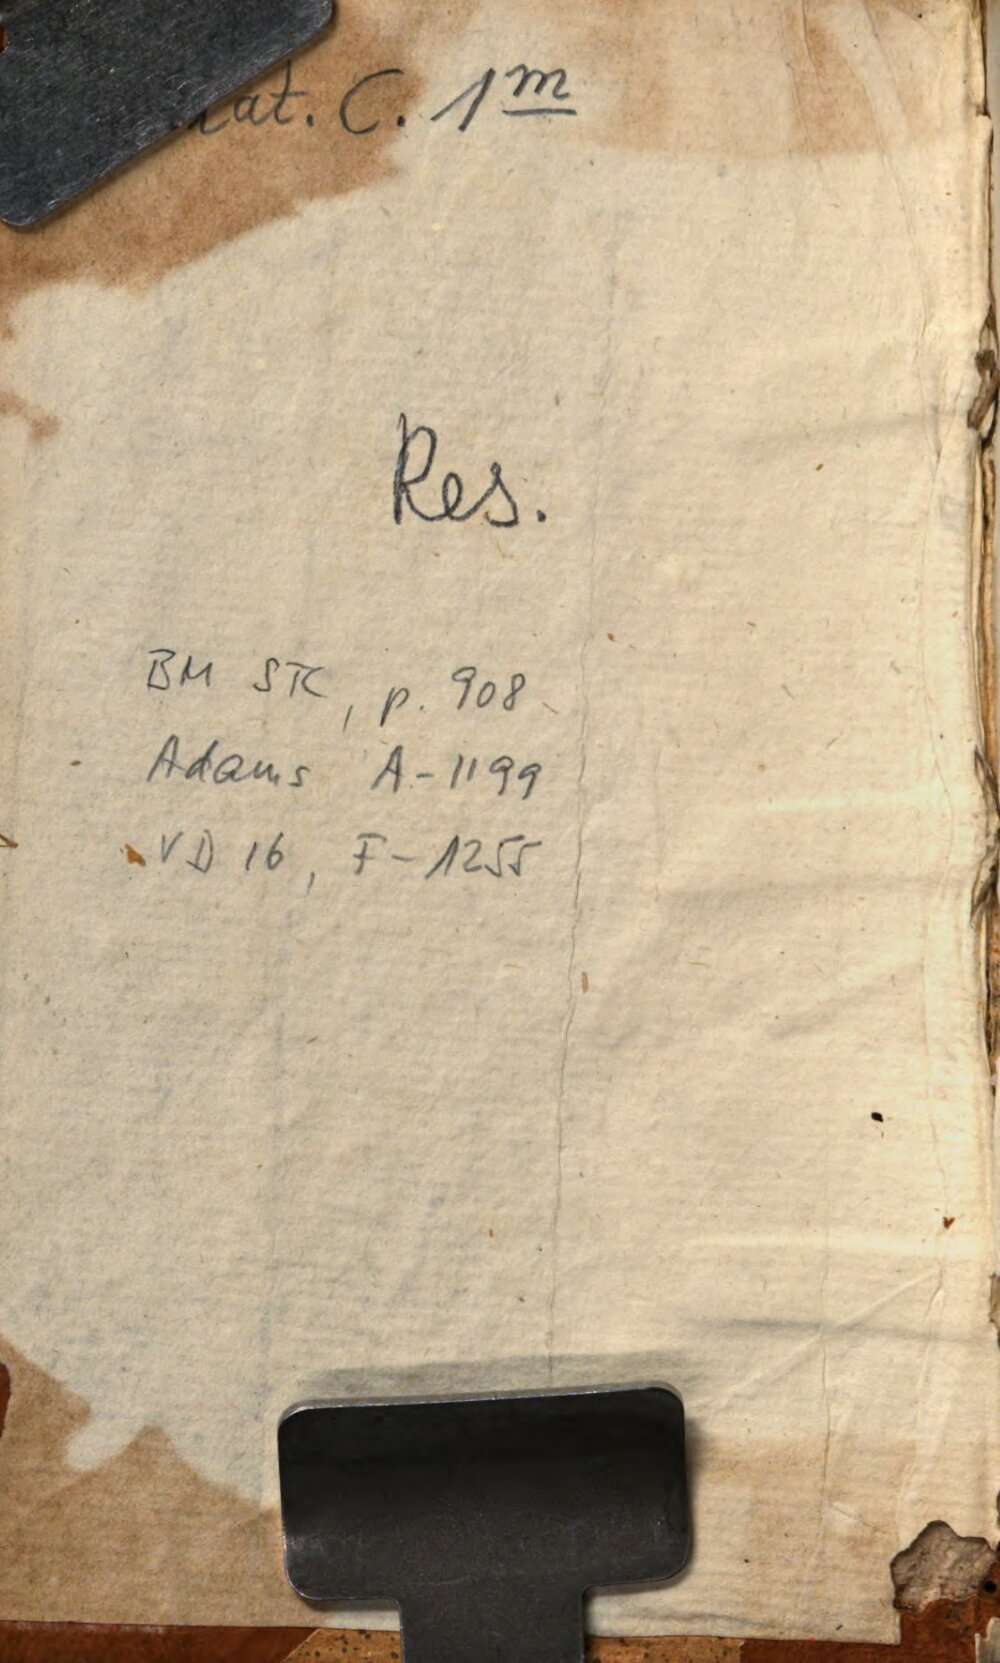 C. 1m
Res.
BM STC, p. 908
Adams A-1199
VD 16, F-1255